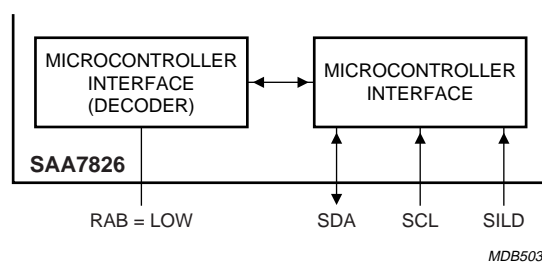 MICROCONTROLLER
INTERFACE
(DECODER)
MICROCONTROLLER
INTERFACE
SAA7826
RAB = LOW
SDA
SCL
SILD
MDB503